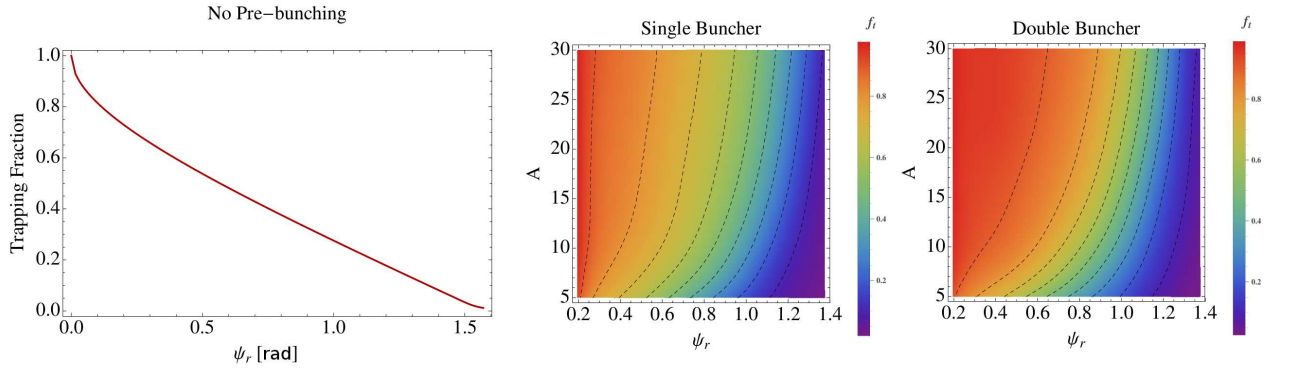 No Pre−bunching
Trapping Fraction
1.0
0.8
0.6
0.4
0.2
0.0
0.0 0.5 1.0 1.5
ψr [rad]
Single Buncher
A
30
25
20
15
10
5
0.2 0.4 0.6 0.8 1.0 1.2 1.4
ψr
ft
0.8
0.6
0.4
0.2
Double Buncher
A
30
25
20
15
10
5
0.2 0.4 0.6 0.8 1.0 1.2 1.4
ψr
ft
0.8
0.6
0.4
0.2